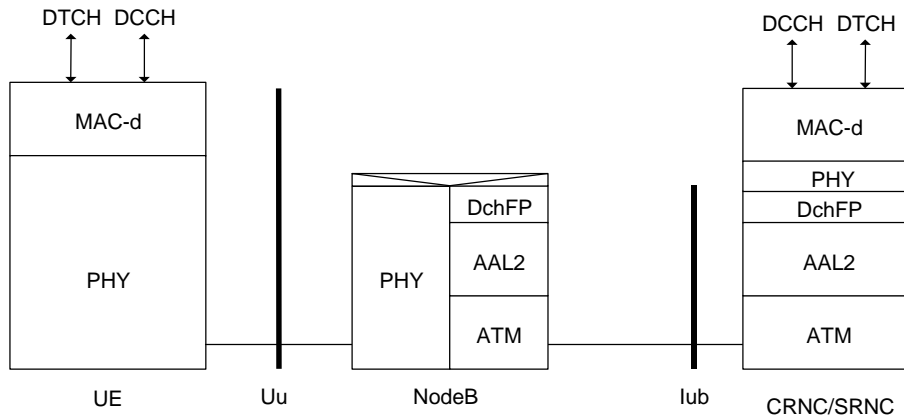 DTCH DCCH
DCCH DTCH
MAC-d
MAC-d
PHY
DchFP
DchFP
PHY
PHY
AAL2
AAL2
ATM
ATM
UE
Uu
NodeB
Iub
CRNC/SRNC